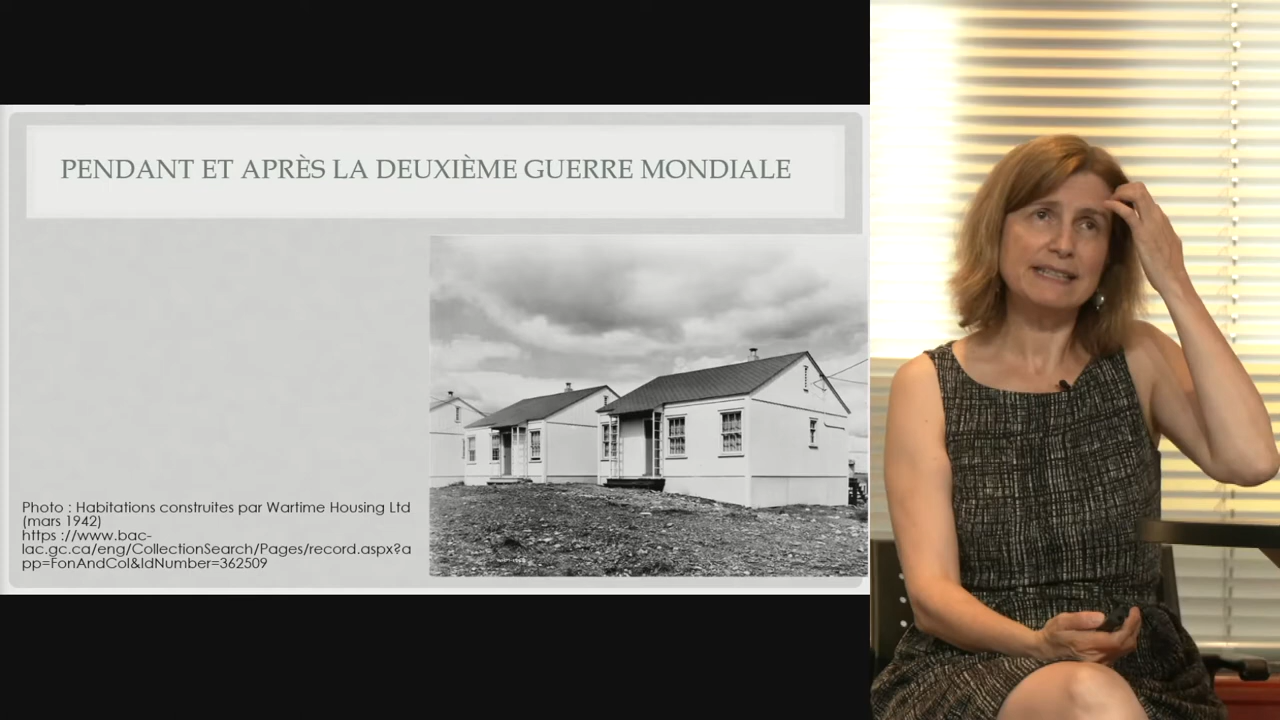 PENDANT ET APRÈS LA DEUXIÈME GUERRE MONDIALE
Photo : Habitations construites par Wartime Housing Ltd
(mars 1942)
https ://www.bac-
lac.gc.ca/eng/CollectionSearch/Pages/record.aspx?a
pp=FonAndCol&IdNumber=362509